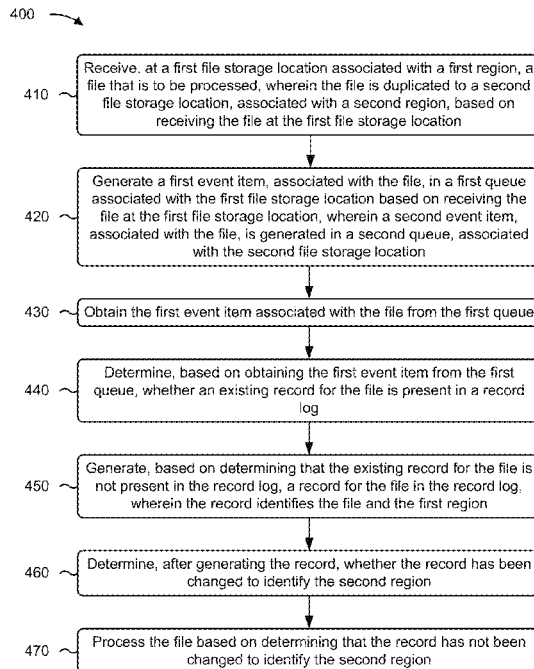 400
410
Receive, at a first file storage location associated with a first region, a
file that is to be processed, wherein the file is duplicated to a second
file storage location, associated with a second region, based on
receiving the file at the first file storage location
420
Generate a first event item, associated with the file, in a first queue
associated with the first file storage location based on receiving the
file at the first file storage location, wherein a second event item,
associated with the file, is generated in a second queue, associated
with the second file storage location
430
Obtain the first event item associated with the file from the first queue
440
Determine, based on obtaining the first event item from the first
queue, whether an existing record for the file is present in a record
log
450
Generate, based on determining that the existing record for the file is
not present in the record log, a record for the file in the record log,
wherein the record identifies the file and the first region
460
Determine, after generating the record, whether the record has been
changed to identify the second region
470
Process the file based on determining that the record has not been
changed to identify the second region